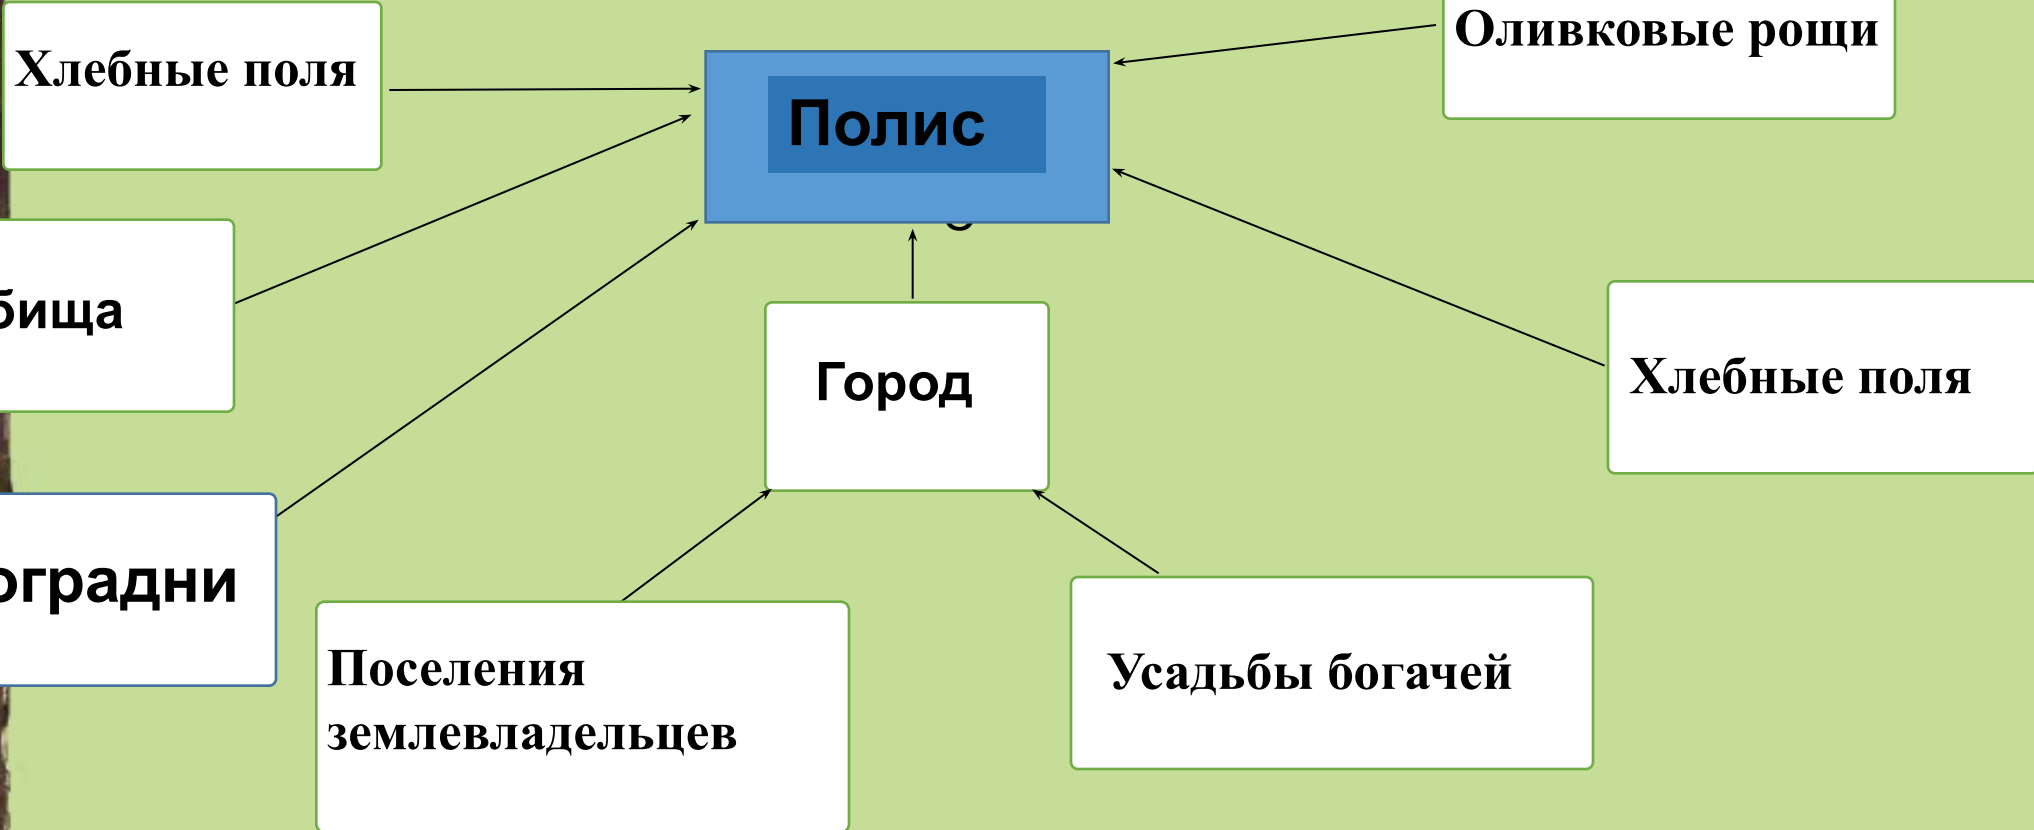 Оливковые рощи
Хлебные поля
Полис
бища
Хлебные поля
Город
оградни
Поселения
землевладельцев
Усадьбы богачей